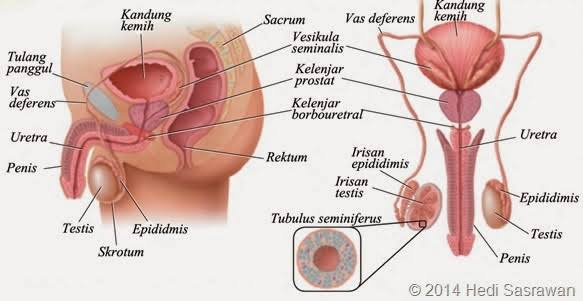 Kandung
kemih
Sacrum
Tulang
panggul
Vas
deferens
Uretra
Penis
Testis
Skrotum
Epididmis
Rektum
Vas deferens
Vesikula
seminalis
Kelenjar
prostat
Kelenjar
borbouretral
Kandung
kemih
Uretra
Irisan
epididimis
Irisan
testis
Tubulus seminiferus
Epididimis
Testis
Penis
© 2014 Hedi Sasrawan